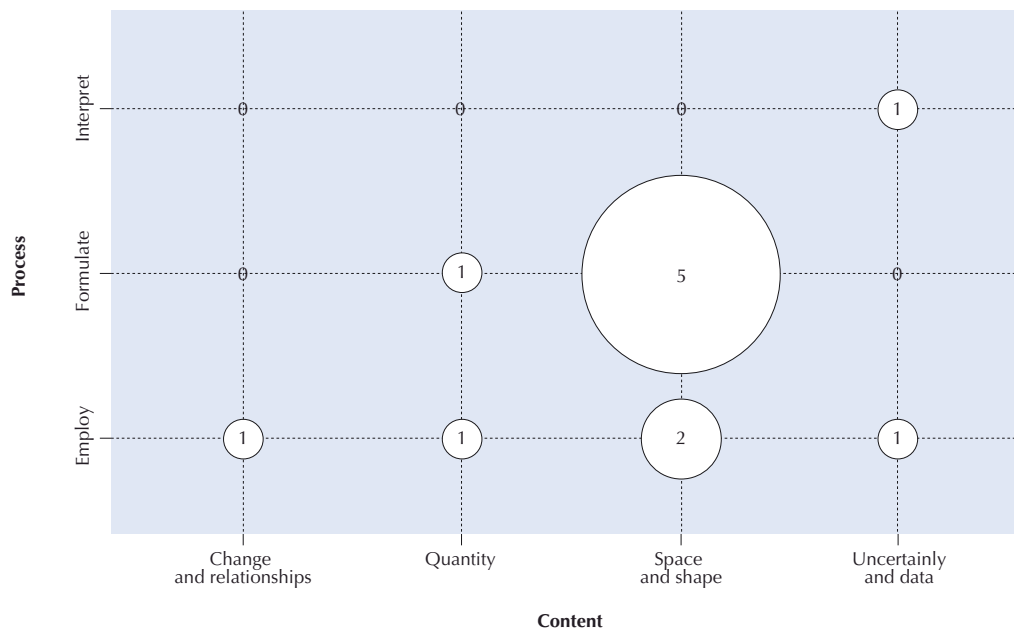 Interpret
0 0 0 1
Process
Formulate
0 1 5 0
Employ
1 1 2 1
Change
and relationships
Quantity
Space
and shape
Uncertainly
and data
Content